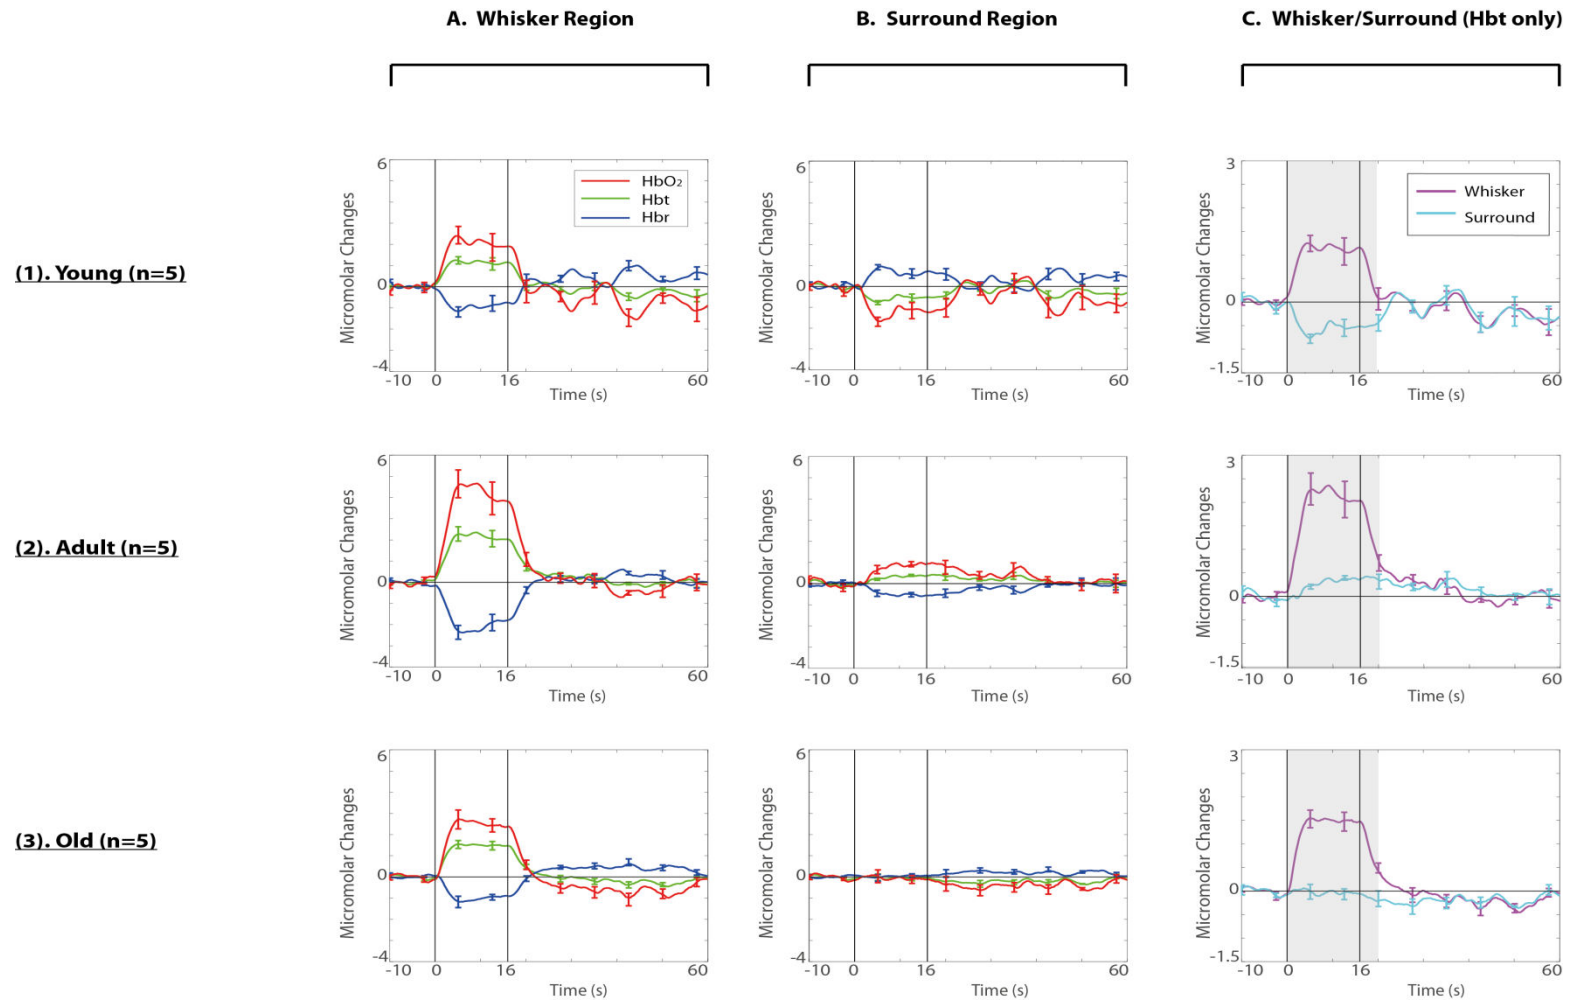 A. Whisker Region
B. Surround Region
C. Whisker/Surround (Hbt only)
(1). Young (n=5)
Micromolar Changes
6
0
-4
-10 0 16 60
Time (s)
HbO₂
Hbt
Hbr
Micromolar Changes
6
0
-4
-10 0 16 60
Time (s)
Micromolar Changes
3
0
-1.5
-10 0 16 60
Time (s)
Whisker
Surround
(2). Adult (n=5)
Micromolar Changes
6
0
-4
-10 0 16 60
Time (s)
Micromolar Changes
6
0
-4
-10 0 16 60
Time (s)
Micromolar Changes
3
0
-1.5
-10 0 16 60
Time (s)
(3). Old (n=5)
Micromolar Changes
6
0
-4
-10 0 16 60
Time (s)
Micromolar Changes
6
0
-4
-10 0 16 60
Time (s)
Micromolar Changes
3
0
-1.5
-10 0 16 60
Time (s)